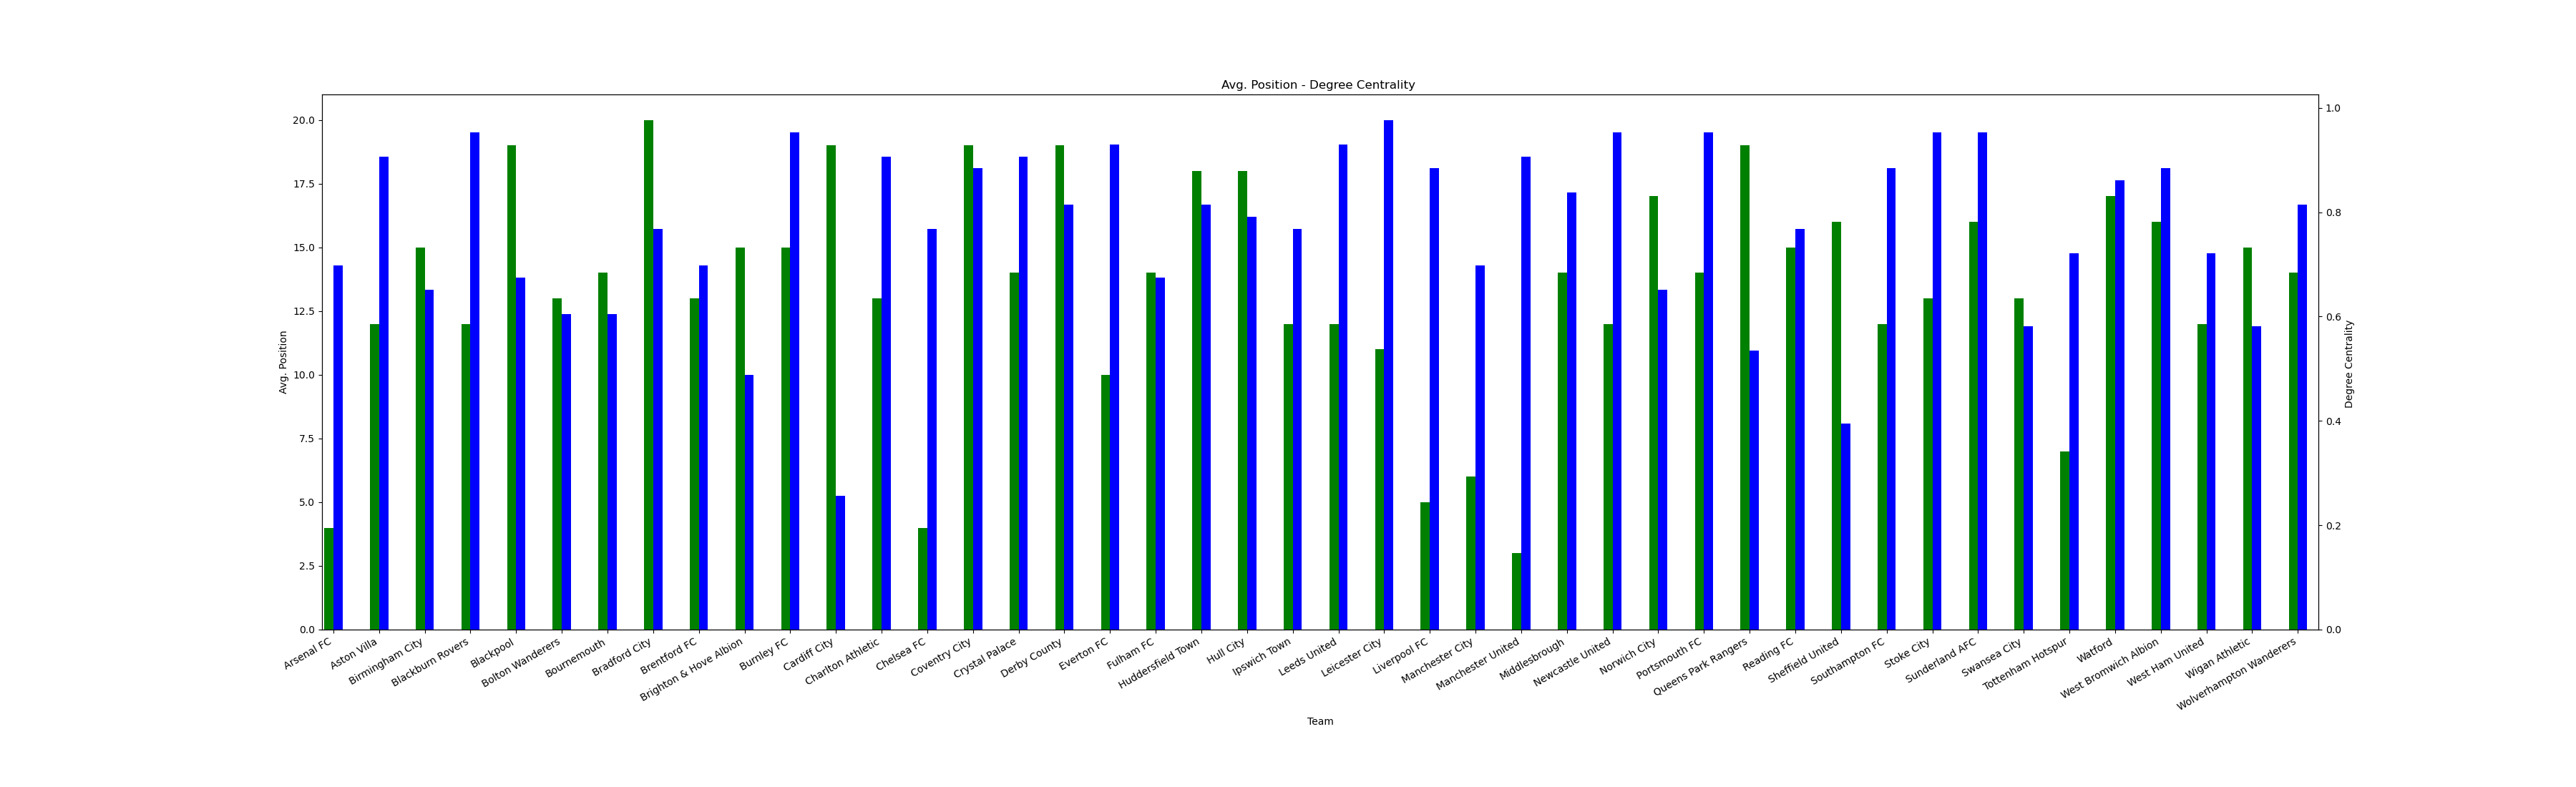 Avg. Position - Degree Centrality
20.0
17.5
15.0
12.5
10.0
7.5
5.0
2.5
0.0
Avg. Position
1.0
0.8
0.6
0.4
0.2
0.0
Degree Centrality
Arsenal FC
Aston Villa
Birmingham City
Blackburn Rovers
Blackpool
Bolton Wanderers
Bournemouth
Bradford City
Brentford FC
Brighton & Hove Albion
Burnley FC
Cardiff City
Charlton Athletic
Chelsea FC
Coventry City
Crystal Palace
Derby County
Everton FC
Fulham FC
Huddersfield Town
Hull City
Ipswich Town
Leeds United
Leicester City
Liverpool FC
Manchester City
Manchester United
Middlesbrough
Newcastle United
Norwich City
Portsmouth FC
Queens Park Rangers
Reading FC
Sheffield United
Southampton FC
Stoke City
Sunderland AFC
Swansea City
Tottenham Hotspur
Watford
West Bromwich Albion
West Ham United
Wigan Athletic
Wolverhampton Wanderers
Team